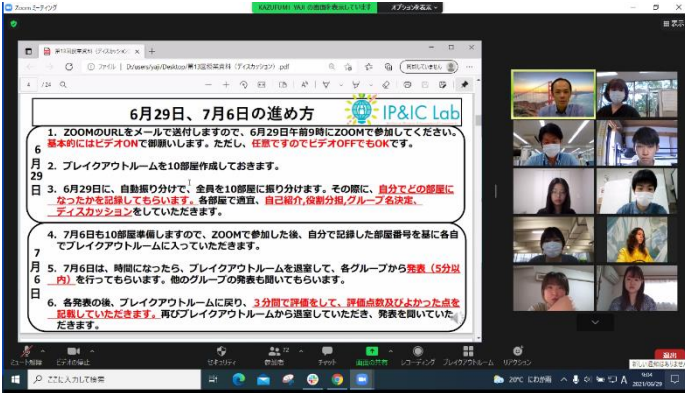 Zoom ミーティング
KAZUFUMI YAJI の画面を表示しています
オプションを表示
表示
第13回授業資料 (ディスカッション)
ファイル | D:/users/yaji/Desktop/第13回授業資料 (ディスカッション) .pdf
4 /24
6月29日、7月6日の進め方
IP&IC Lab
6月29日
1. ZOOMのURLをメールで送付しますので、6月29日午前9時にZOOMで参加してください。
基本的にはビデオONで御願いします。ただし、任意ですのでビデオOFFでもOKです。
2. ブレイクアウトルームを10部屋作成しておきます。
3. 6月29日に、自動振り分けで、全員を10部屋に振り分けます。その際に、自分でどの部屋に
なったかを記録してもらいます。各部屋で適宜、自己紹介,役割分担,グループ名決定、
ディスカッションをしていただきます。
7月6日
4. 7月6日も10部屋準備しますので、ZOOMで参加した後、自分で記録した部屋番号を基に各自
でブレイクアウトルームに入っていただきます。
5. 7月6日は、時間になったら、ブレイクアウトルームを退室して、各グループから発表（5分以
内）を行ってもらいます。他のグループの発表も聞いてもらいます。
6. 各発表の後、ブレイクアウトルームに戻り、３分間で評価をして、評価点数及びよかった点を
記載していただきます。再びブレイクアウトルームから退室していただき、発表を聞いていた
だきます。
ミュート解除
ビデオの停止
セキュリティ
参加者
72
チャット
画面の共有
レコーディング
ブレイクアウトルーム
リアクション
退出
新しい通知はありません
ここに入力して検索
20°C にわか雨
A
9:04
2021/06/29